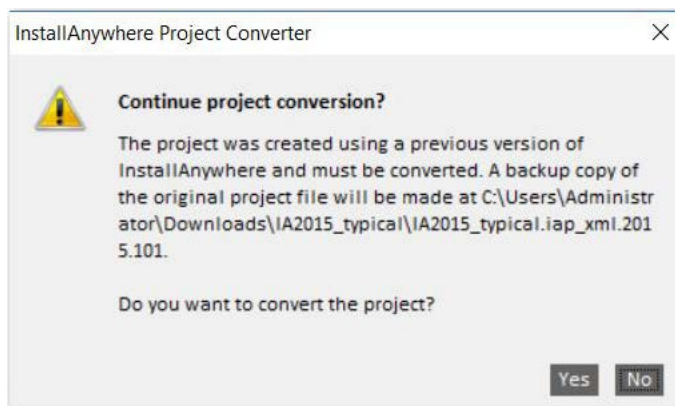 InstallAnywhere Project Converter
Continue project conversion?
The project was created using a previous version of
InstallAnywhere and must be converted. A backup copy of
the original project file will be made at C:\Users\Administr
ator\Downloads\IA2015_typical\IA2015_typical.iap_xml.201
5.101.
Do you want to convert the project?
Yes No